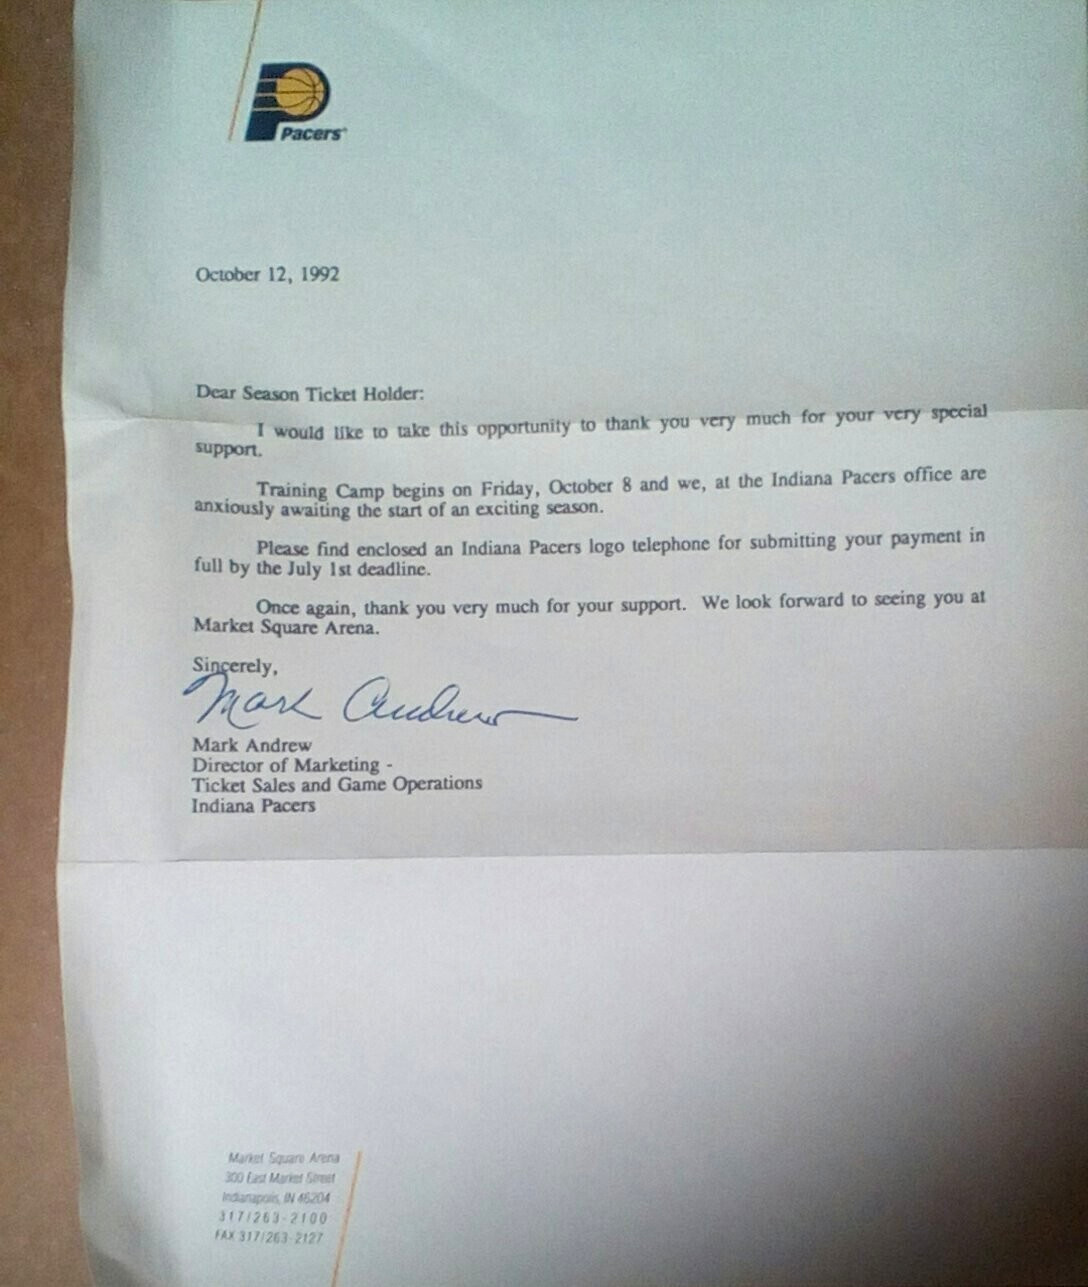 Pacers
October 12, 1992
Dear Season Ticket Holder:
I would like to take this opportunity to thank you very much for your very special
support.
Training Camp begins on Friday, October 8 and we, at the Indiana Pacers office are
anxiously awaiting the start of an exciting season.
Please find enclosed an Indiana Pacers logo telephone for submitting your payment in
full by the July 1st deadline.
Once again, thank you very much for your support. We look forward to seeing you at
Market Square Arena.
Sincerely,
Mark Andrew
Mark Andrew
Director of Marketing -
Ticket Sales and Game Operations
Indiana Pacers
Market Square Arena
300 East Market Street
Indianapolis, IN 46204
317/263-2100
FAX 317/263-2127